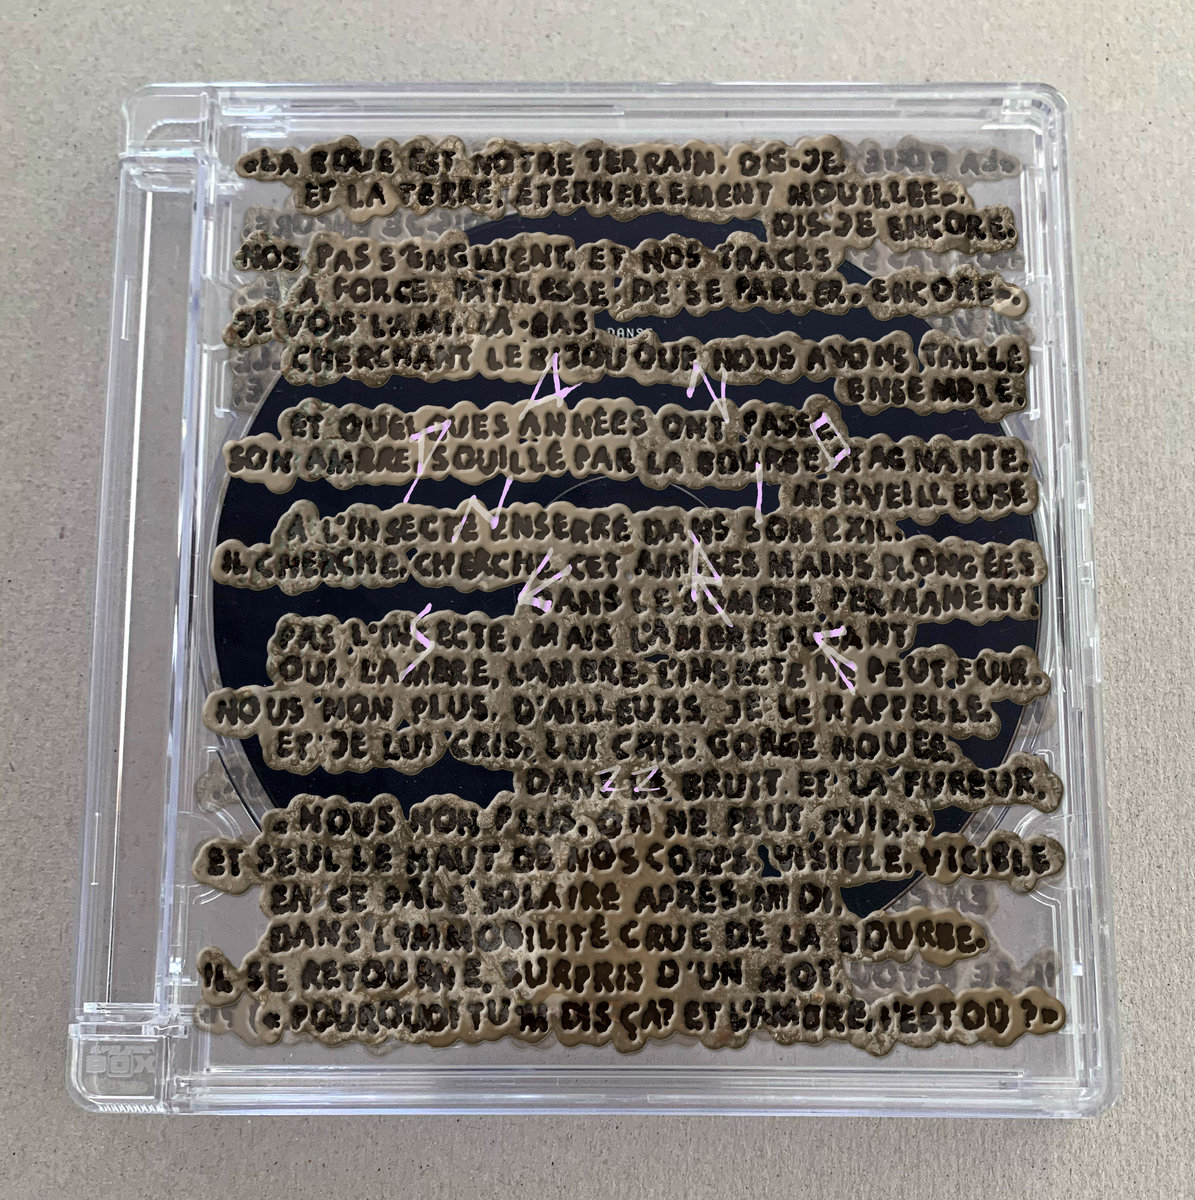 «LA BOUE EST NOTRE TERRAIN, DIS-JE
ET LA TERRE, ÉTERNELLEMENT MOUILLÉE»,
DIS-JE ENCORE.
NOS PAS S'ENGLUENT, ET NOS TRACES
À FORCE, PAR DE SE PARLER, ENCORE
JE VOIS L'AMI, LÀ-BAS
DANSE
CHERCHANT LE BIJOU QUE NOUS AVONS TAILLÉ
ENSEMBLE.
ET QUELQUES ANNÉES ONT PASSÉ
SON AMBRE, SOUILLÉ PAR LA BOURBE STAGNANTE.
MERVEILLEUSE
À L'INSECTE ENSERRÉ DANS SON EXIL.
IL CHERCHE, CHERCHE, CET AMI, SES MAINS PLONGÉES
DANS LE SOMBRE PERMANENT.
PAS L'INSECTE, MAIS L'AMBRE
OUI, L'AMBRE, L'AMBRE, L'INSECTE NE PEUT FUIR.
NOUS NON PLUS, D'AILLEURS, JE LE RAPPELLE.
ET JE LUI CRIS, LUI CRIS, GORGE NOUÉE
DANS LE BRUIT ET LA FUREUR.
«NOUS NON PLUS, ON NE PEUT FUIR.»
ET SEUL LE HAUT DE NOS CORPS, VISIBLE, VISIBLE
EN CE PÂLE SOLAIRE APRÈS-MIDI,
DANS L'IMMOBILITÉ CRUE DE LA BOURBE.
IL SE RETOURNE, SURPRIS D'UN MOT,
«POURQUOI TU M'DIS ÇA? ET L'AMBRE, L'EST OÙ?»
BOX